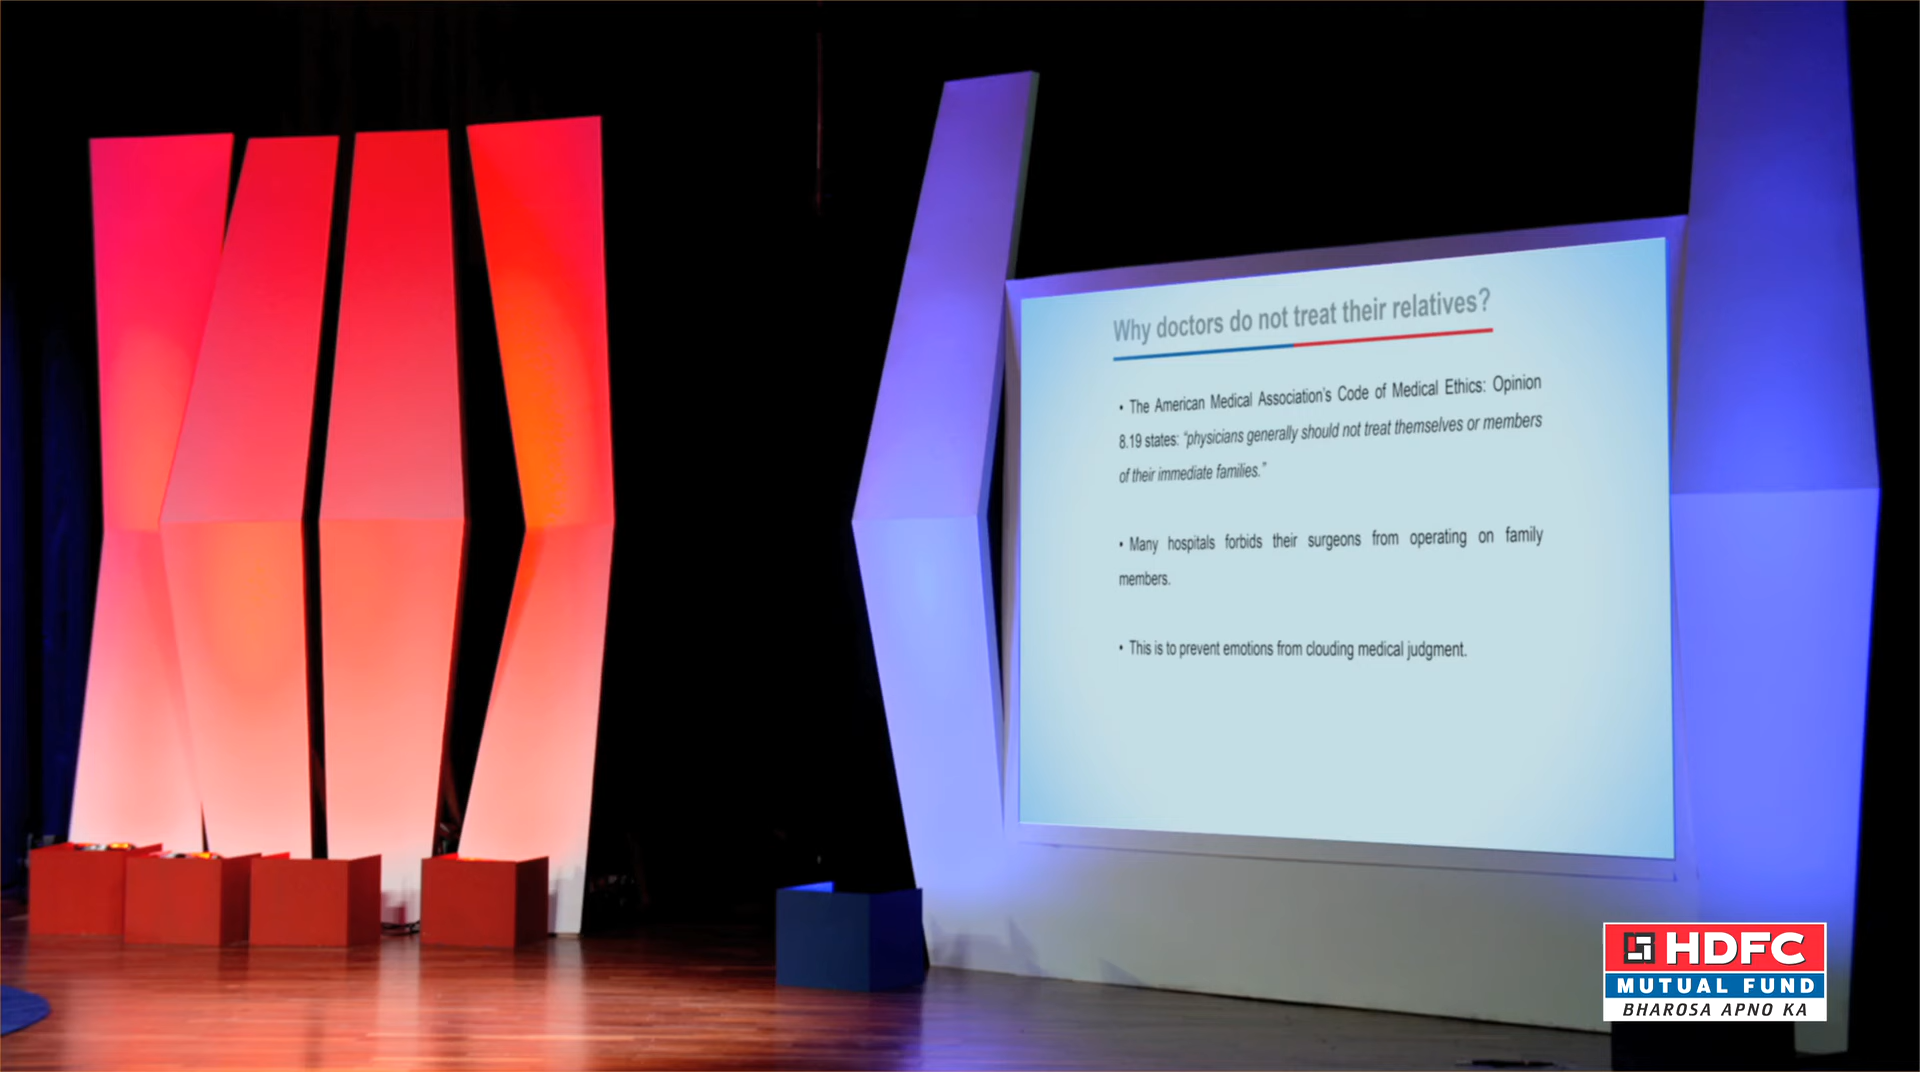 Why doctors do not treat their relatives?
• The American Medical Association's Code of Medical Ethics: Opinion
8.19 states: “physicians generally should not treat themselves or members
of their immediate families.”
• Many hospitals forbids their surgeons from operating on family
members.
• This is to prevent emotions from clouding medical judgment.
HDFC
MUTUAL FUND
BHAROSA APNO KA